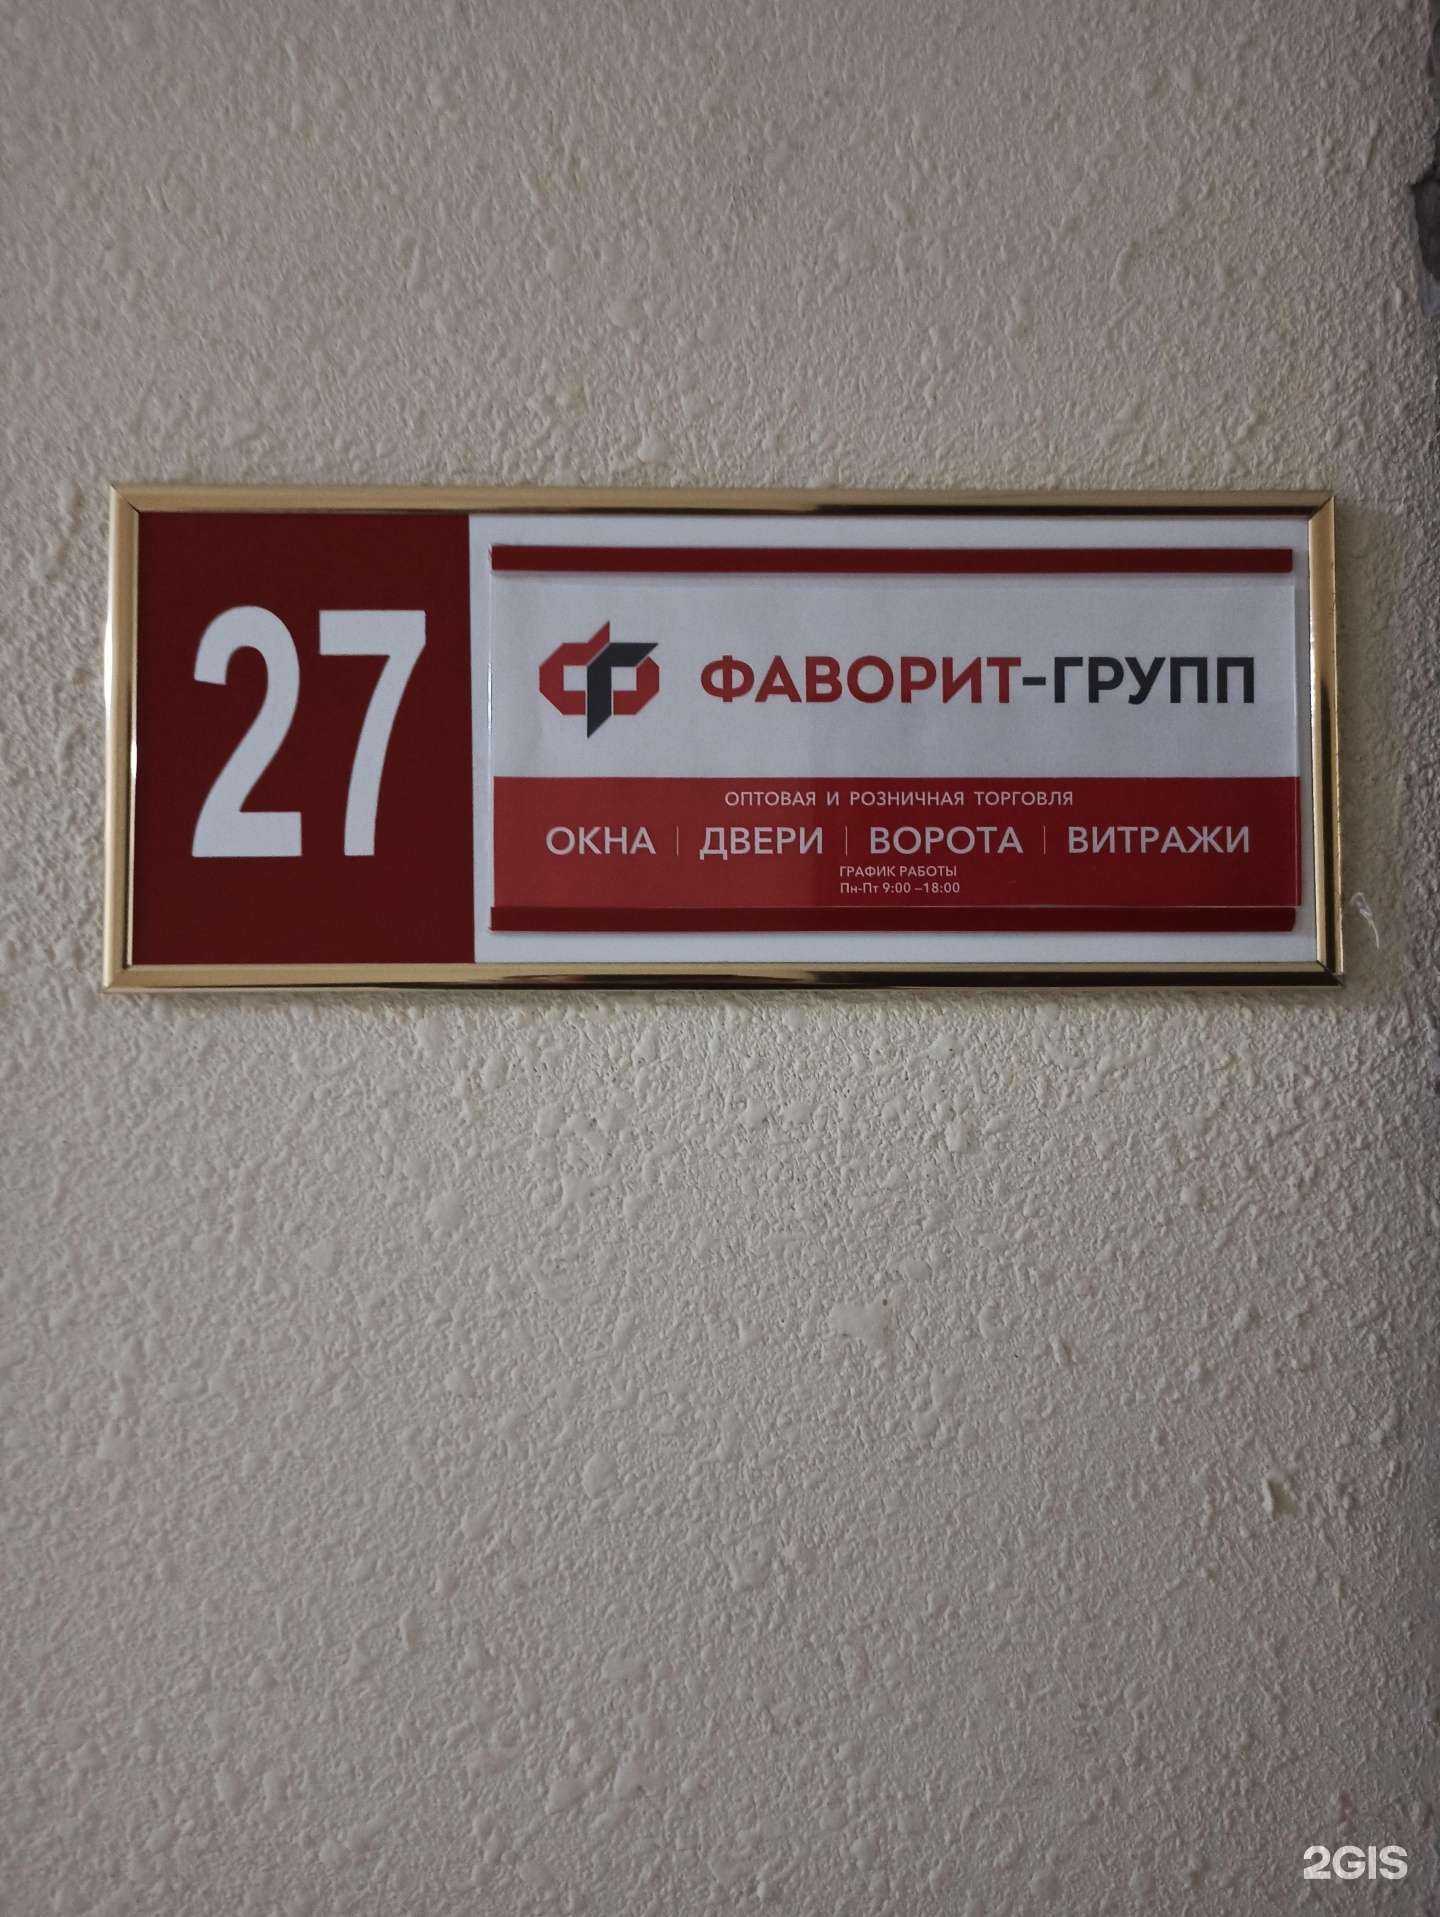 27
ФАВОРИТ-ГРУПП
ОПТОВАЯ И РОЗНИЧНАЯ ТОРГОВЛЯ
ОКНА | ДВЕРИ | ВОРОТА | ВИТРАЖИ
ГРАФИК РАБОТЫ
Пн-Пт 9:00 –18:00
2GIS